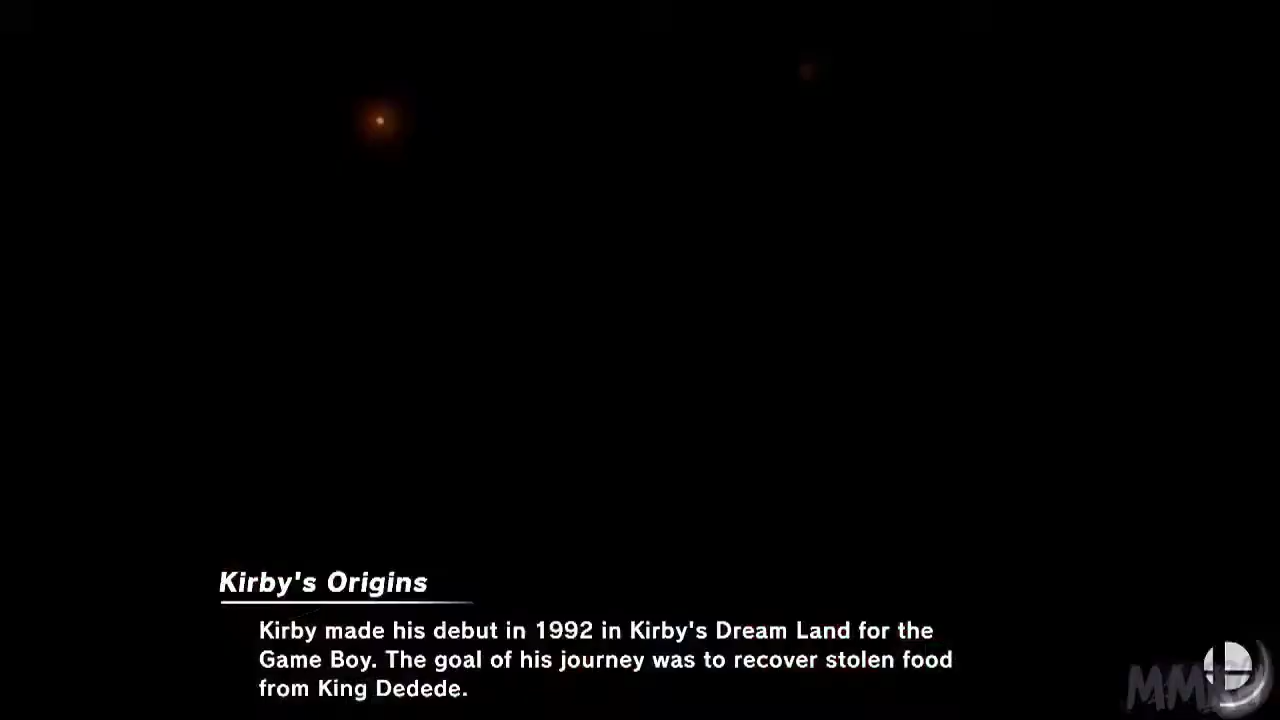 Kirby's Origins
Kirby made his debut in 1992 in Kirby's Dream Land for the
Game Boy. The goal of his journey was to recover stolen food
from King Dedede.